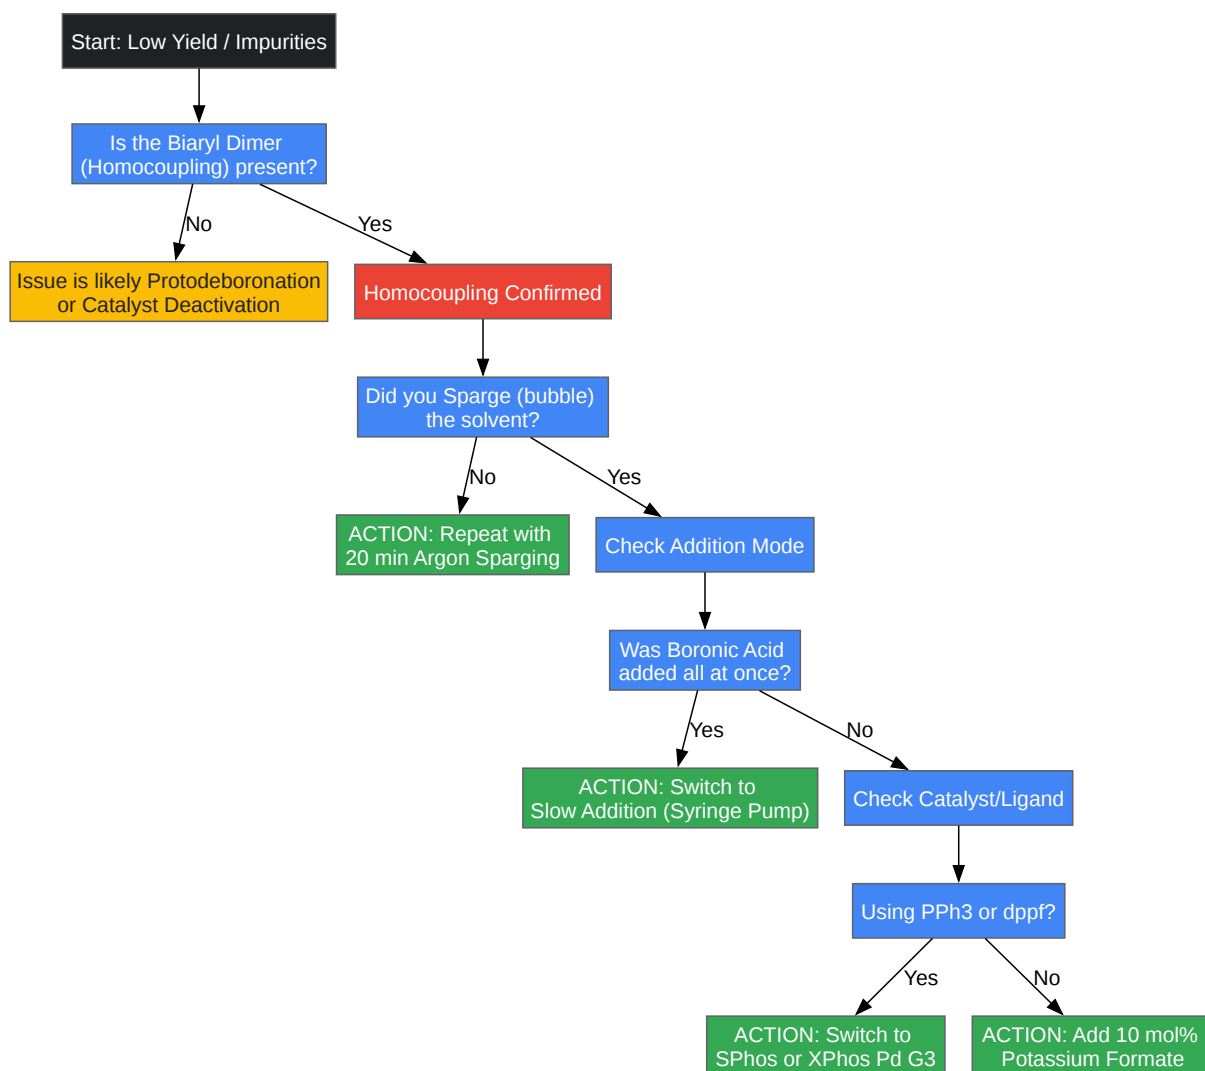 Start: Low Yield / Impurities
Is the Biaryl Dimer
(Homocoupling) present?
No
Yes
Issue is likely Protodeboronation
or Catalyst Deactivation
Homocoupling Confirmed
Did you Sparge (bubble)
the solvent?
No
Yes
ACTION: Repeat with
20 min Argon Sparging
Check Addition Mode
Was Boronic Acid
added all at once?
Yes
No
ACTION: Switch to
Slow Addition (Syringe Pump)
Check Catalyst/Ligand
Using PPh3 or dppf?
Yes
No
ACTION: Switch to
SPhos or XPhos Pd G3
ACTION: Add 10 mol%
Potassium Formate